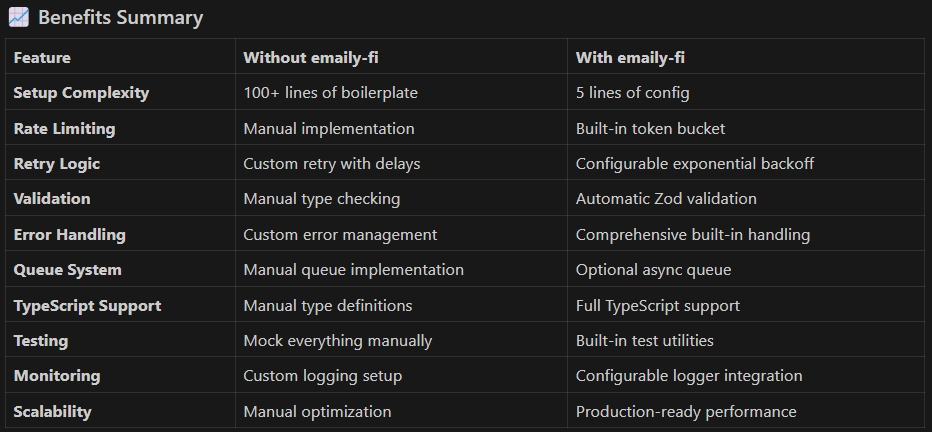 📈 Benefits Summary
Feature Without emaily-fi With emaily-fi
Setup Complexity 100+ lines of boilerplate 5 lines of config
Rate Limiting Manual implementation Built-in token bucket
Retry Logic Custom retry with delays Configurable exponential backoff
Validation Manual type checking Automatic Zod validation
Error Handling Custom error management Comprehensive built-in handling
Queue System Manual queue implementation Optional async queue
TypeScript Support Manual type definitions Full TypeScript support
Testing Mock everything manually Built-in test utilities
Monitoring Custom logging setup Configurable logger integration
Scalability Manual optimization Production-ready performance